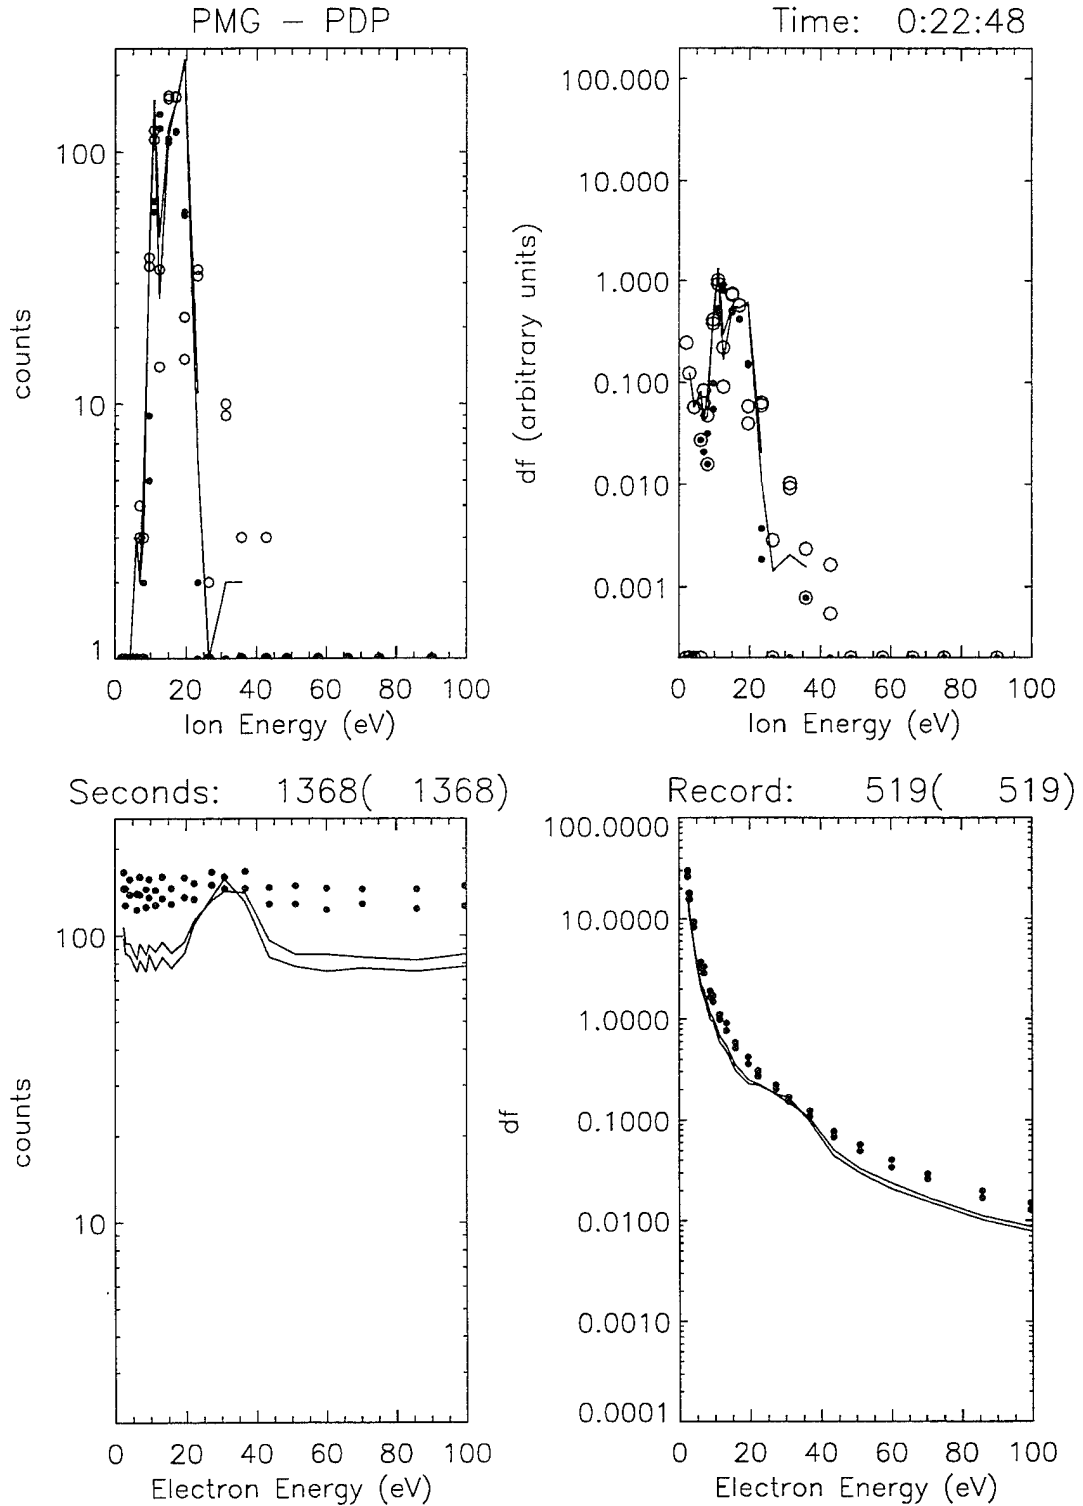 PMG - PDP
Time: 0:22:48
counts
100
10
1
0 20 40 60 80 100
Ion Energy (eV)
df (arbitrary units)
100.000
10.000
1.000
0.100
0.010
0.001
0 20 40 60 80 100
Ion Energy (eV)
Seconds: 1368( 1368)
Record: 519( 519)
counts
100
10
0 20 40 60 80 100
Electron Energy (eV)
df
100.0000
10.0000
1.0000
0.1000
0.0100
0.0010
0.0001
0 20 40 60 80 100
Electron Energy (eV)